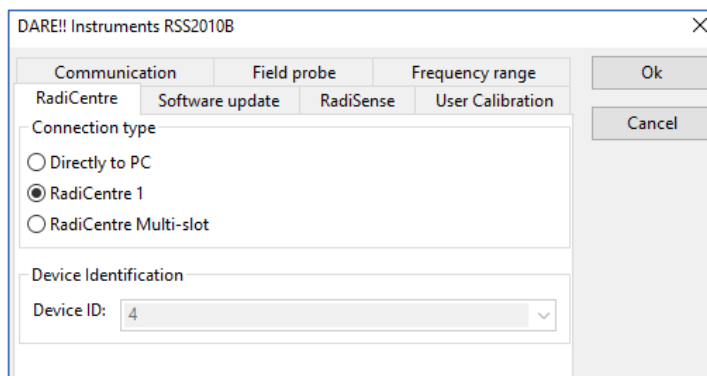 DARE!! Instruments RSS2010B
Communication Field probe Frequency range
RadiCentre Software update RadiSense User Calibration
Ok
Cancel
Connection type
Directly to PC
RadiCentre 1
RadiCentre Multi-slot
Device Identification
Device ID: 4